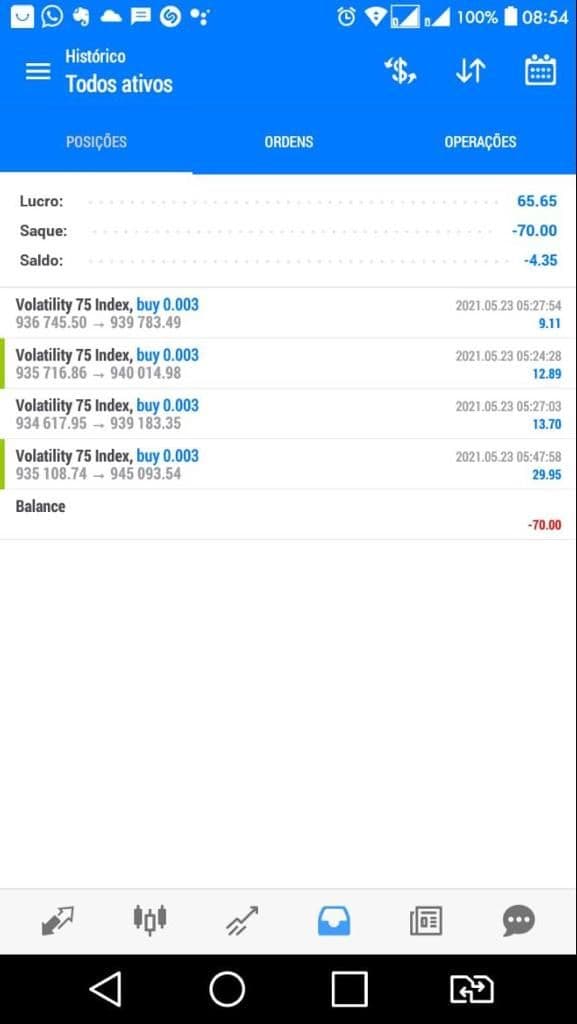 100% 08:54
Histórico
Todos ativos
POSIÇÕES ORDENS OPERAÇÕES
Lucro: 65.65
Saque: -70.00
Saldo: -4.35
Volatility 75 Index, buy 0.003 2021.05.23 05:27:54
936 745.50 → 939 783.49 9.11
Volatility 75 Index, buy 0.003 2021.05.23 05:24:28
935 716.86 → 940 014.98 12.89
Volatility 75 Index, buy 0.003 2021.05.23 05:27:03
934 617.95 → 939 183.35 13.70
Volatility 75 Index, buy 0.003 2021.05.23 05:47:58
935 108.74 → 945 093.54 29.95
Balance
-70.00